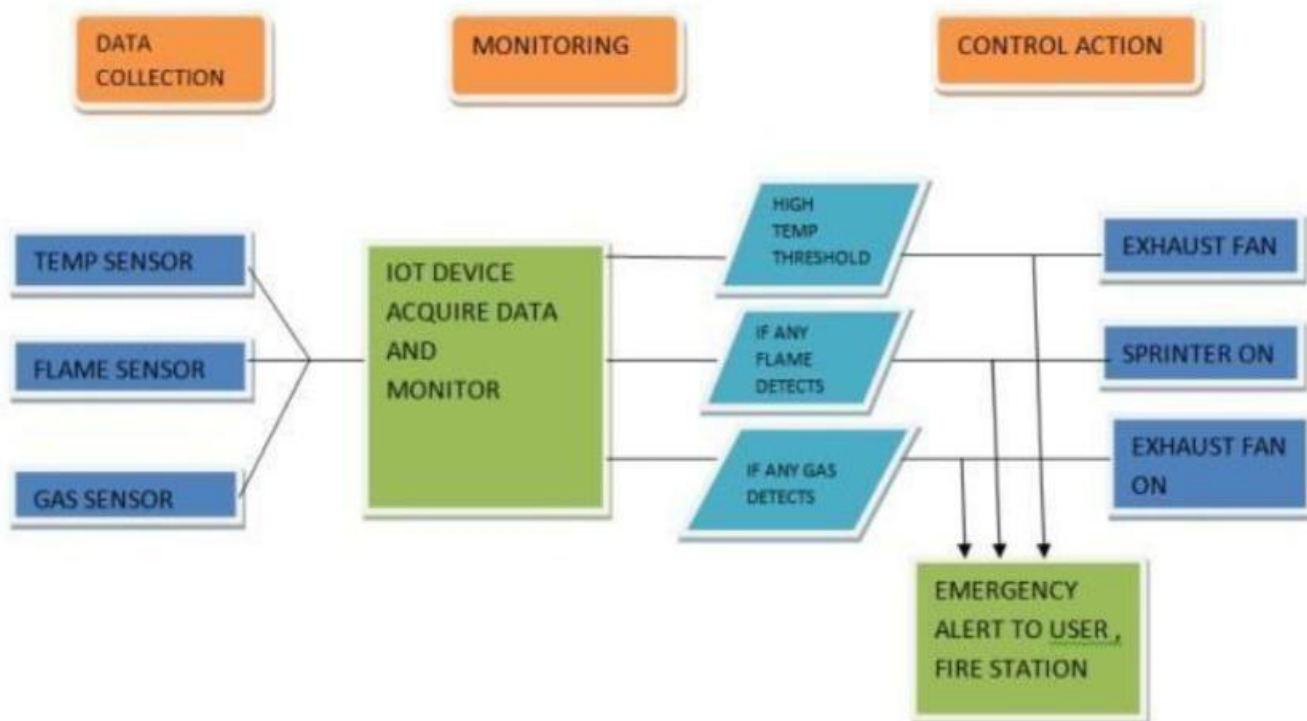 DATA
COLLECTION
MONITORING
CONTROL ACTION
TEMP SENSOR
FLAME SENSOR
GAS SENSOR
IOT DEVICE
ACQUIRE DATA
AND
MONITOR
HIGH
TEMP
THRESHOLD
IF ANY
FLAME
DETECTS
IF ANY GAS
DETECTS
EXHAUST FAN
SPRINTER ON
EXHAUST FAN
ON
EMERGENCY
ALERT TO USER ,
FIRE STATION